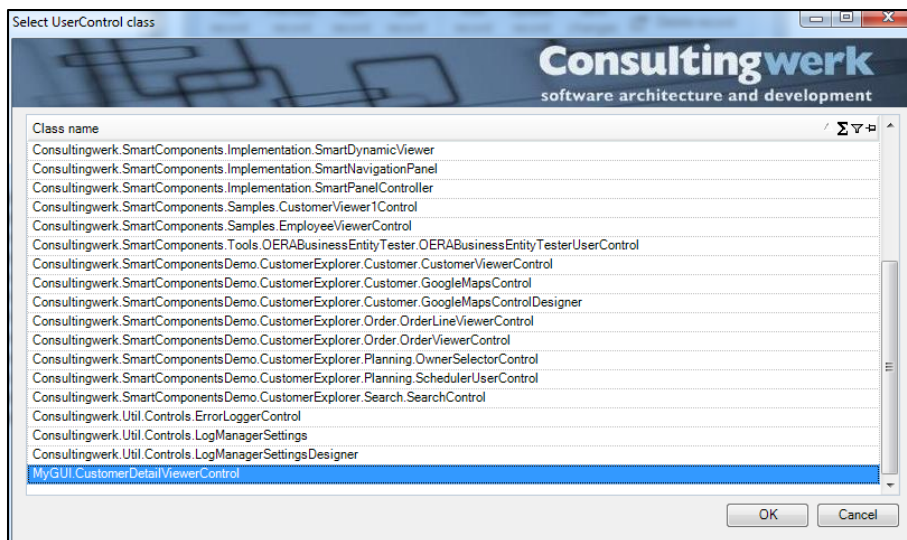 Select UserControl class
Consultingwerk
software architecture and development
Class name
Consultingwerk.SmartComponents.Implementation.SmartDynamicViewer
Consultingwerk.SmartComponents.Implementation.SmartNavigationPanel
Consultingwerk.SmartComponents.Implementation.SmartPanelController
Consultingwerk.SmartComponents.Samples.CustomerViewer1Control
Consultingwerk.SmartComponents.Samples.EmployeeViewerControl
Consultingwerk.SmartComponents.Tools.OERABusinessEntityTester.OERABusinessEntityTesterUserControl
Consultingwerk.SmartComponentsDemo.CustomerExplorer.Customer.CustomerViewerControl
Consultingwerk.SmartComponentsDemo.CustomerExplorer.Customer.GoogleMapsControl
Consultingwerk.SmartComponentsDemo.CustomerExplorer.Customer.GoogleMapsControlDesigner
Consultingwerk.SmartComponentsDemo.CustomerExplorer.Order.OrderLineViewerControl
Consultingwerk.SmartComponentsDemo.CustomerExplorer.Order.OrderViewerControl
Consultingwerk.SmartComponentsDemo.CustomerExplorer.Planning.OwnerSelectorControl
Consultingwerk.SmartComponentsDemo.CustomerExplorer.Planning.SchedulerUserControl
Consultingwerk.SmartComponentsDemo.CustomerExplorer.Search.SearchControl
Consultingwerk.Util.Controls.ErrorLoggerControl
Consultingwerk.Util.Controls.LogManagerSettings
Consultingwerk.Util.Controls.LogManagerSettingsDesigner
MyGUI.CustomerDetailViewerControl
OK Cancel